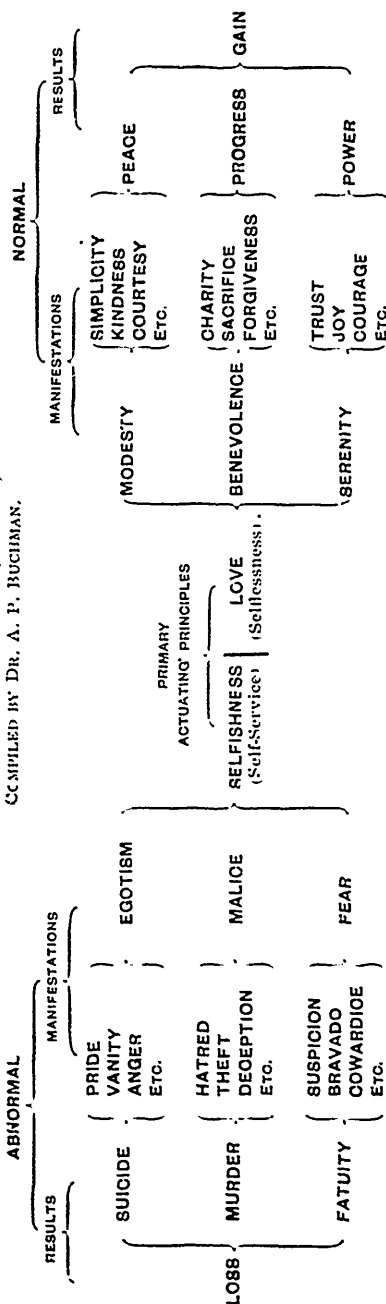 COMPILED BY DR. A. P. BUCHMAN.
ABNORMAL
RESULTS
MANIFESTATIONS
LOSS
SUICIDE
PRIDE
VANITY
ANGER
ETC.
EGOTISM
MURDER
HATRED
THEFT
DECEPTION
ETC.
MALICE
FATUITY
SUSPICION
BRAVADO
COWARDICE
ETC.
FEAR
PRIMARY
ACTUATING PRINCIPLES
SELFISHNESS
(Self-Service)
LOVE
(Selflessness).
NORMAL
MANIFESTATIONS
RESULTS
MODESTY
SIMPLICITY
KINDNESS
COURTESY
ETC.
PEACE
BENEVOLENCE
CHARITY
SACRIFICE
FORGIVENESS
ETC.
PROGRESS
SERENITY
TRUST
JOY
COURAGE
ETC.
POWER
GAIN